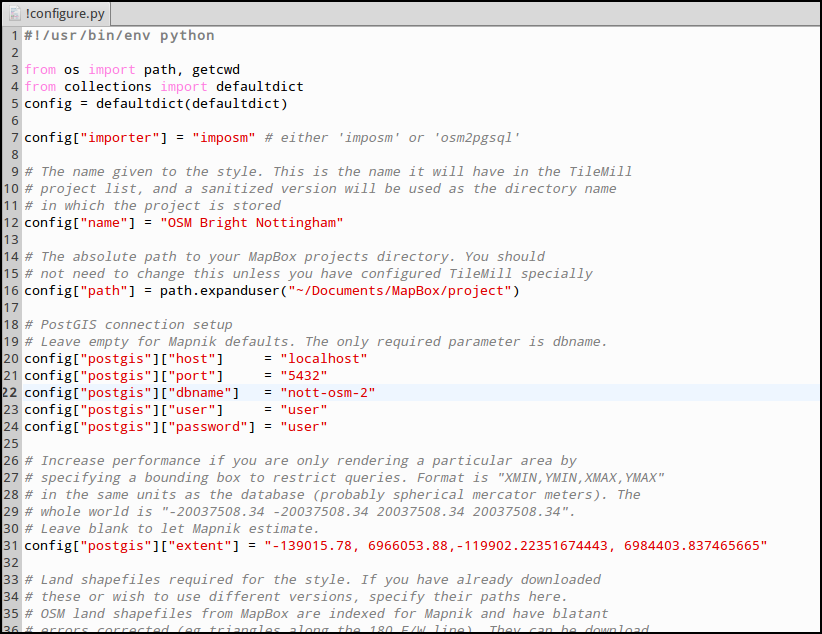 !configure.py
1 #!/usr/bin/env python
2
3 from os import path, getcwd
4 from collections import defaultdict
5 config = defaultdict(defaultdict)
6
7 config["importer"] = "imposm" # either 'imposm' or 'osm2pgsql'
8
9 # The name given to the style. This is the name it will have in the TileMill
10 # project list, and a sanitized version will be used as the directory name
11 # in which the project is stored
12 config["name"] = "OSM Bright Nottingham"
13
14 # The absolute path to your MapBox projects directory. You should
15 # not need to change this unless you have configured TileMill specially
16 config["path"] = path.expanduser("~/Documents/MapBox/project")
17
18 # PostGIS connection setup
19 # Leave empty for Mapnik defaults. The only required parameter is dbname.
20 config["postgis"]["host"]     = "localhost"
21 config["postgis"]["port"]     = "5432"
22 config["postgis"]["dbname"]   = "nott-osm-2"
23 config["postgis"]["user"]     = "user"
24 config["postgis"]["password"] = "user"
25
26 # Increase performance if you are only rendering a particular area by
27 # specifying a bounding box to restrict queries. Format is "XMIN,YMIN,XMAX,YMAX"
28 # in the same units as the database (probably spherical mercator meters). The
29 # whole world is "-20037508.34 -20037508.34 20037508.34 20037508.34".
30 # Leave blank to let Mapnik estimate.
31 config["postgis"]["extent"] = "-139015.78, 6966053.88,-119902.22351674443, 6984403.837465665"
32
33 # Land shapefiles required for the style. If you have already downloaded
34 # these or wish to use different versions, specify their paths here.
35 # OSM land shapefiles from MapBox are indexed for Mapnik and have blatant
36 # errors corrected (eg triangles along the 180 E/W line). They can be download